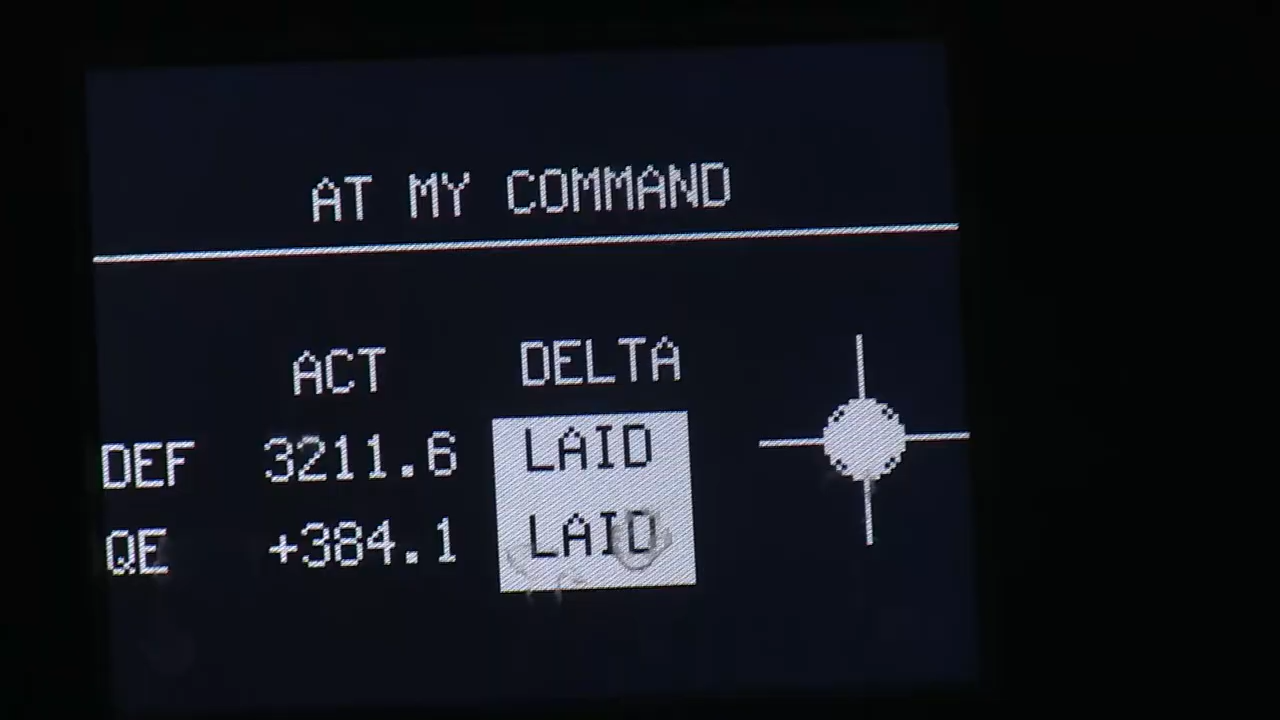 AT MY COMMAND
ACT DELTA
DEF 3211.6 LAID
QE +384.1 LAID